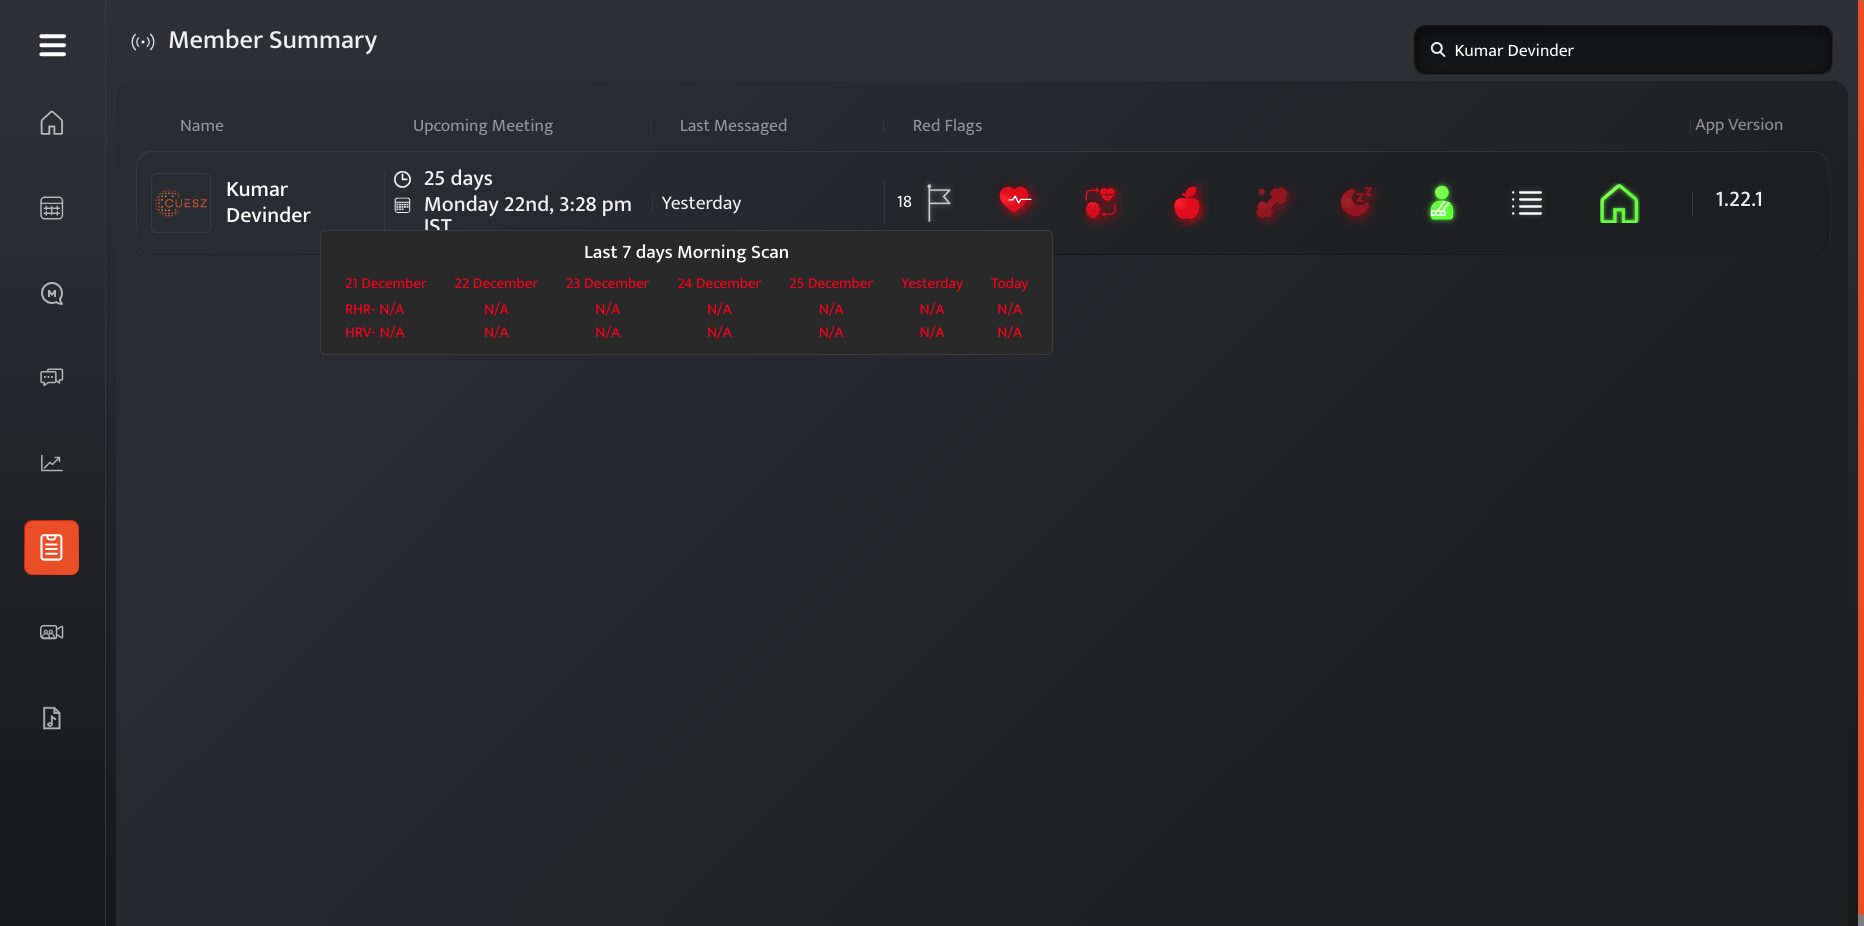 Member Summary
Kumar Devinder
Name Upcoming Meeting Last Messaged Red Flags App Version
CUESZ
Kumar
Devinder
25 days
Monday 22nd, 3:28 pm
IST
Yesterday
18
1.22.1
Last 7 days Morning Scan
21 December 22 December 23 December 24 December 25 December Yesterday Today
RHR- N/A N/A N/A N/A N/A N/A N/A
HRV- N/A N/A N/A N/A N/A N/A N/A